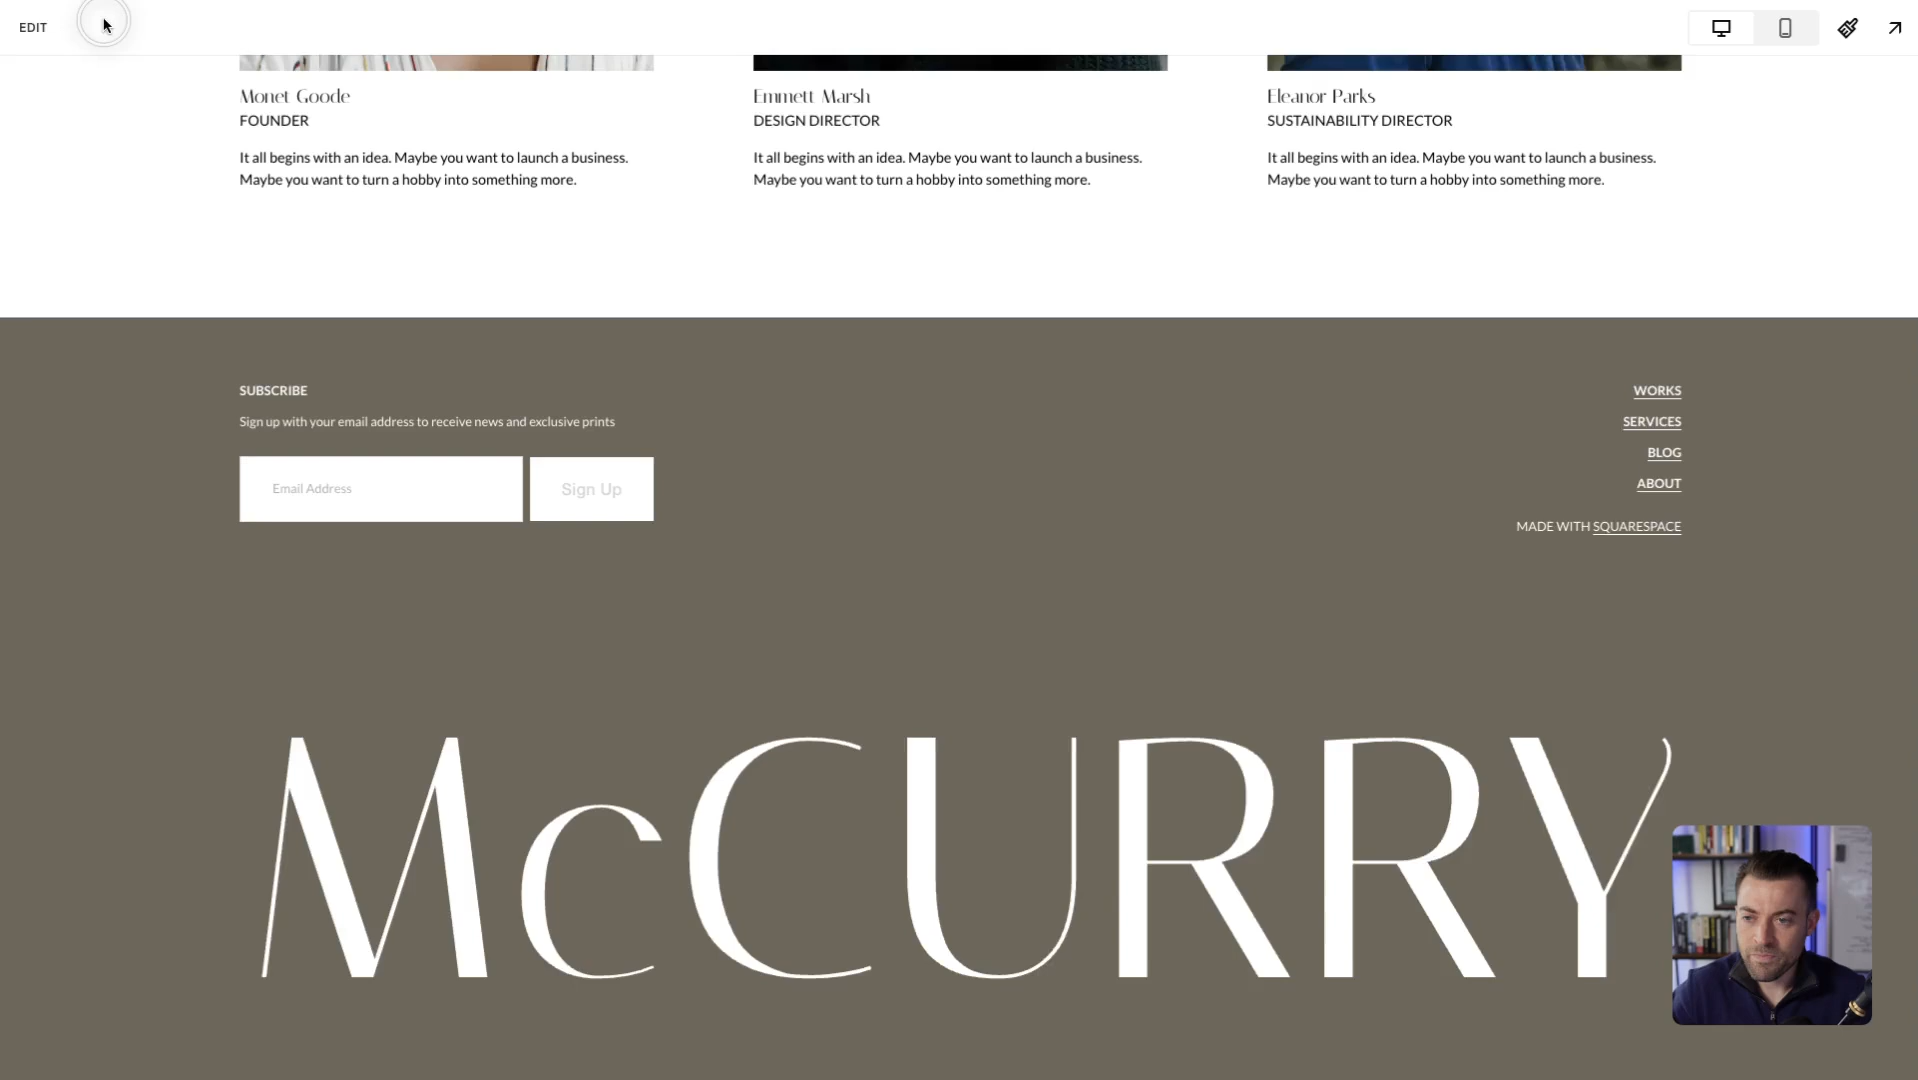 EDIT
Monet Goode
FOUNDER
It all begins with an idea. Maybe you want to launch a business.
Maybe you want to turn a hobby into something more.
Emmett Marsh
DESIGN DIRECTOR
It all begins with an idea. Maybe you want to launch a business.
Maybe you want to turn a hobby into something more.
Eleanor Parks
SUSTAINABILITY DIRECTOR
It all begins with an idea. Maybe you want to launch a business.
Maybe you want to turn a hobby into something more.
SUBSCRIBE
Sign up with your email address to receive news and exclusive prints
Email Address
Sign Up
WORKS
SERVICES
BLOG
ABOUT
MADE WITH SQUARESPACE
McCURRY